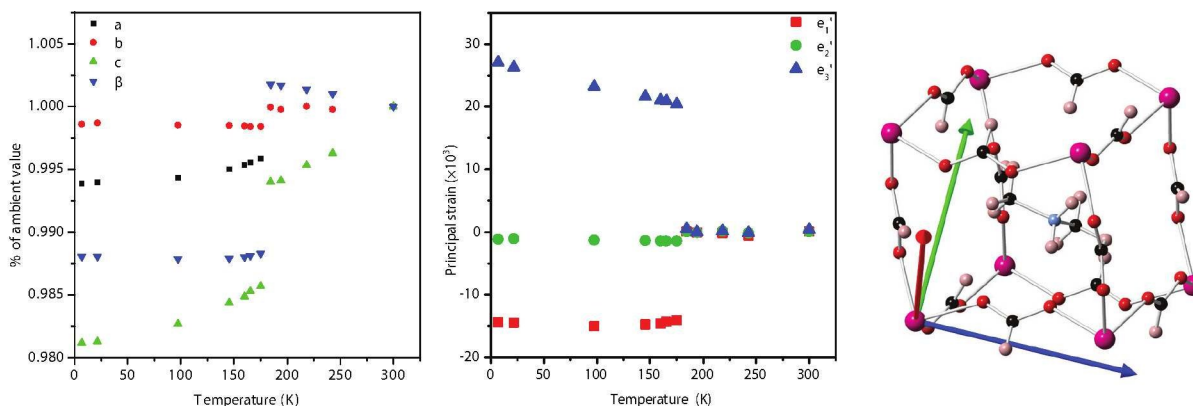 a
b
c
β
1.005
1.000
0.995
0.990
0.985
0.980
% of ambient value
0 50 100 150 200 250 300
Temperature (K)
e1'
e2'
e3'
20
10
0
-10
-20
Principal strain (×10³)
0 50 100 150 200 250 300
Temperature (K)